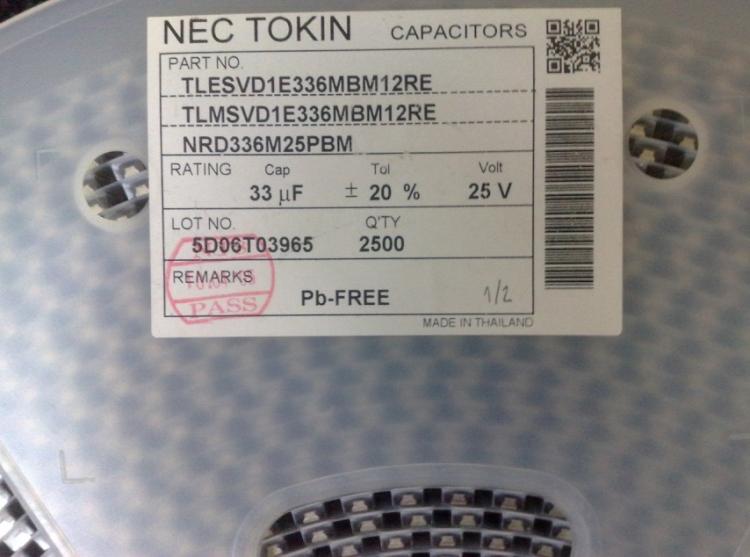 NEC TOKIN CAPACITORS
PART NO.
TLESVD1E336MBM12RE
TLMSVD1E336MBM12RE
NRD336M25PBM
RATING Cap Tol Volt
33 µF ± 20 % 25 V
LOT NO. Q'TY
5D06T03965 2500
REMARKS
PASS
Pb-FREE 1/2
MADE IN THAILAND